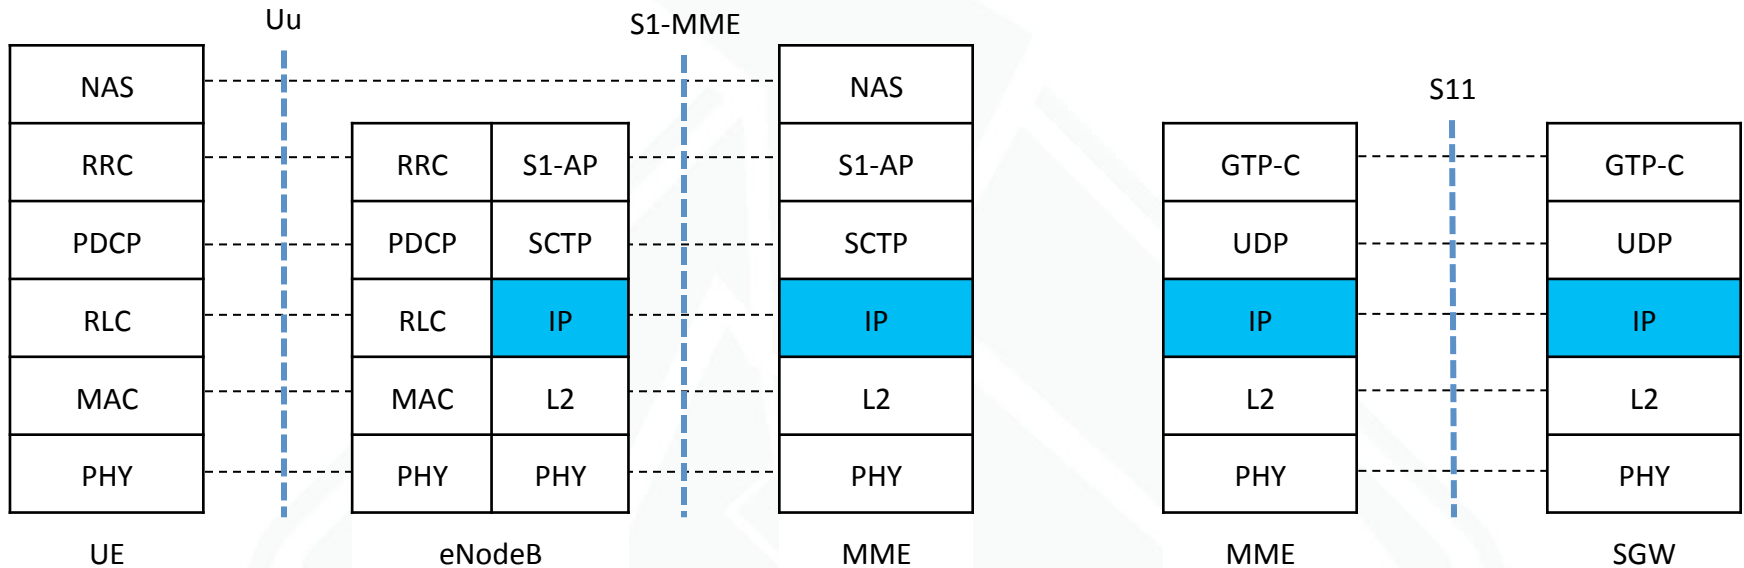 Uu S1-MME
S11
NAS NAS
RRC RRC S1-AP S1-AP GTP-C GTP-C
PDCP PDCP SCTP SCTP UDP UDP
RLC RLC IP IP IP IP
MAC MAC L2 L2 L2 L2
PHY PHY PHY PHY PHY PHY
UE eNodeB MME MME SGW